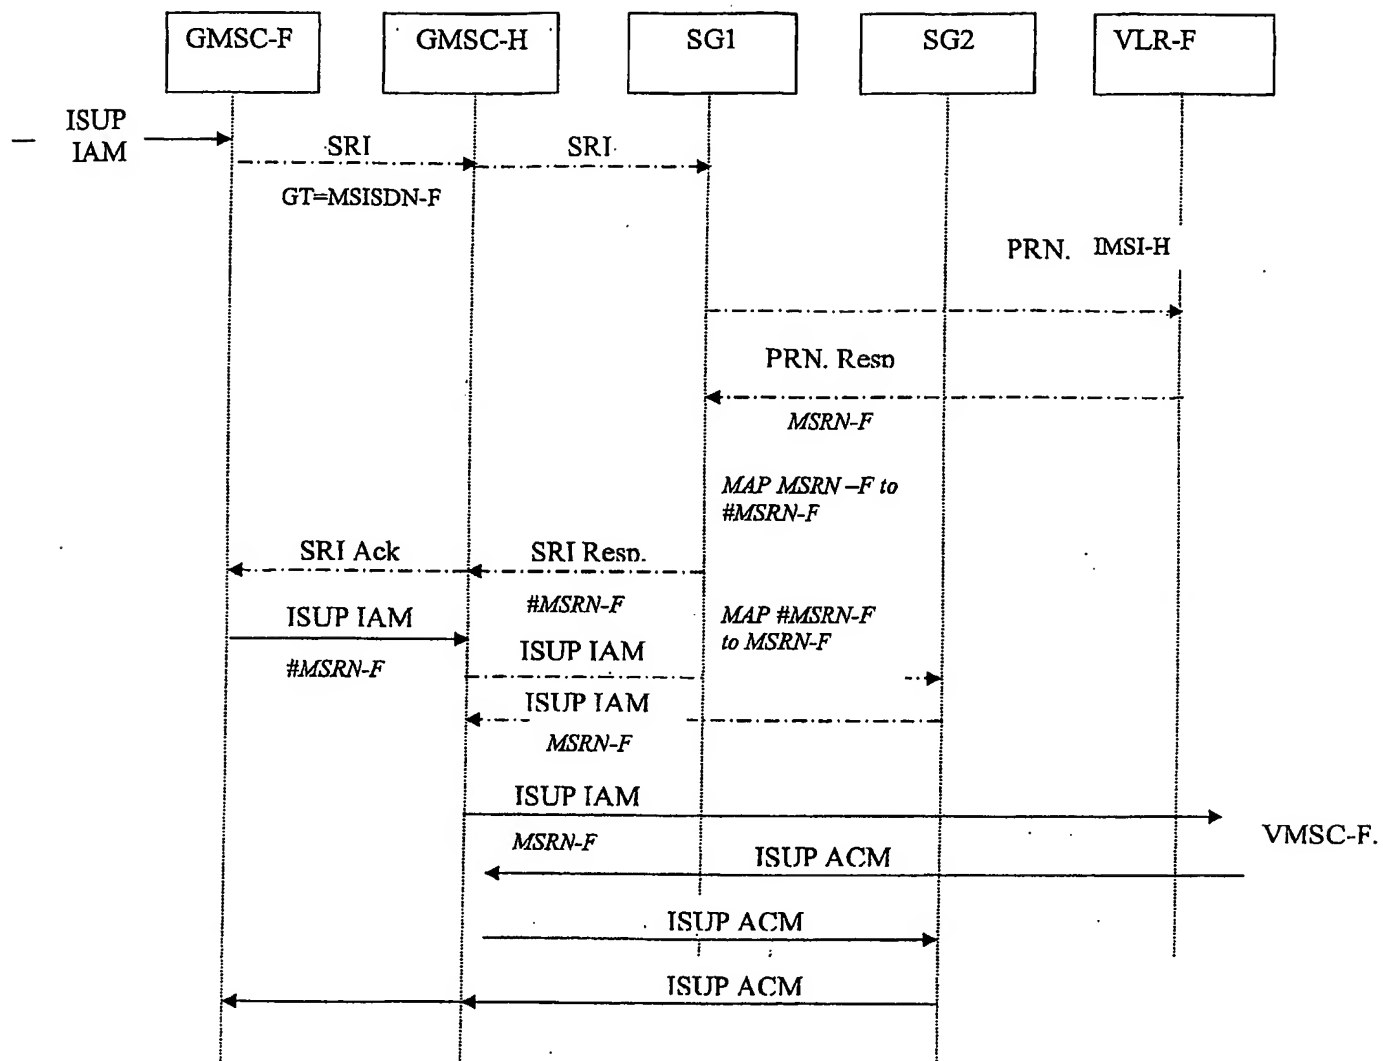 GMSC-F
GMSC-H
SG1
SG2
VLR-F
ISUP
IAM
SRI
SRI
GT=MSISDN-F
PRN. IMSI-H
PRN. Resp
MSRN-F
MAP MSRN –F to
#MSRN-F
SRI Ack
SRI Resp.
#MSRN-F
MAP #MSRN-F
to MSRN-F
ISUP IAM
#MSRN-F
ISUP IAM
ISUP IAM
MSRN-F
ISUP IAM
MSRN-F
VMSC-F.
ISUP ACM
ISUP ACM
ISUP ACM